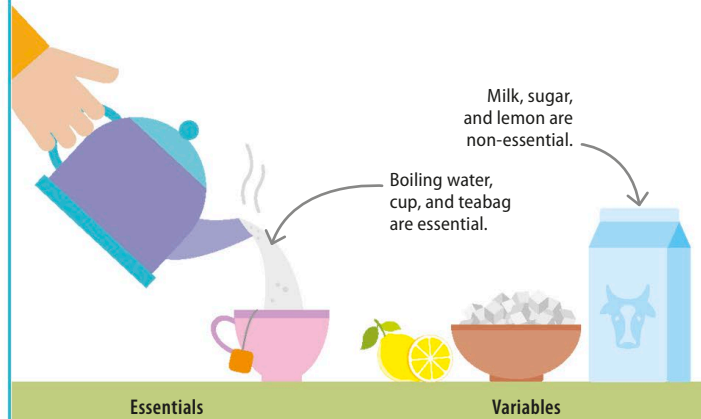 Milk, sugar,
and lemon are
non-essential.
Boiling water,
cup, and teabag
are essential.
Essentials
Variables